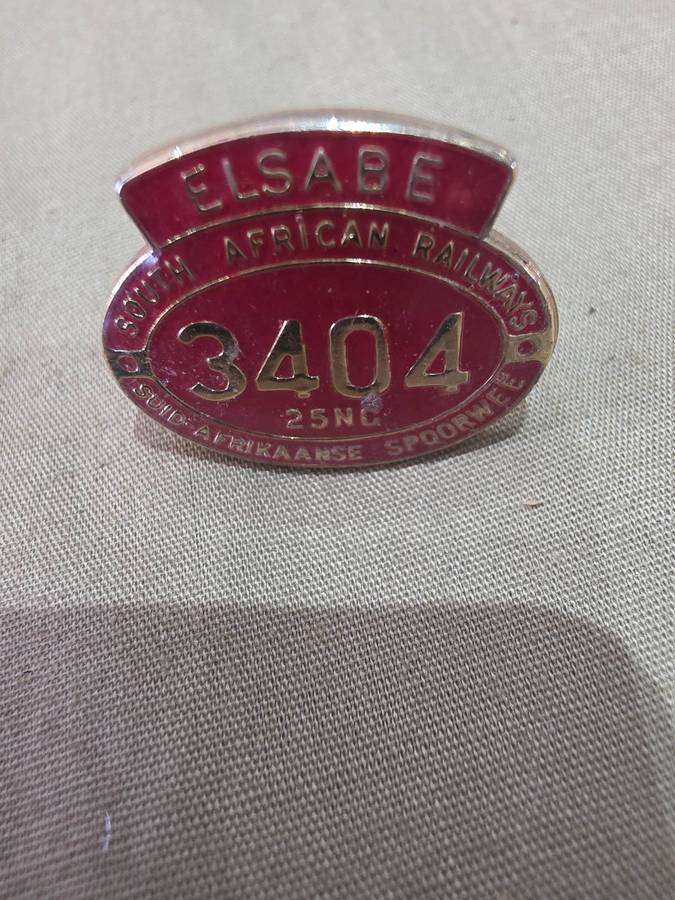 ELSABE
SOUTH AFRICAN RAILWAYS
3404
25NC
SUID-AFRIKAANSE SPOORWEË